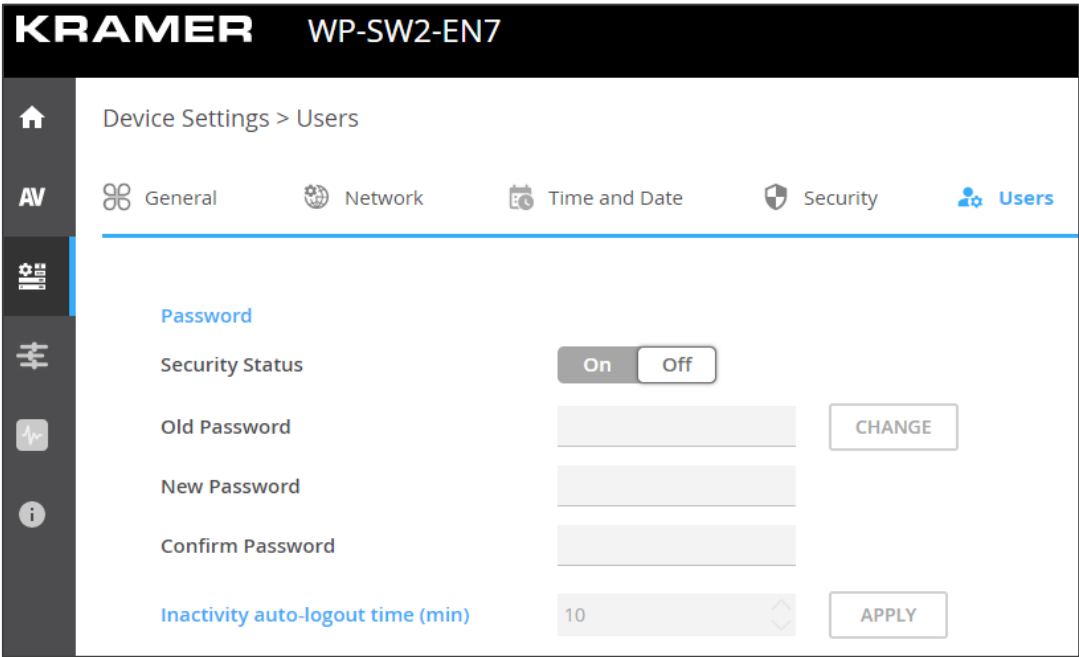 KRAMER WP-SW2-EN7
Device Settings > Users
AV
General Network Time and Date Security Users
Password
Security Status On Off
Old Password CHANGE
New Password
Confirm Password
Inactivity auto-logout time (min) 10 APPLY